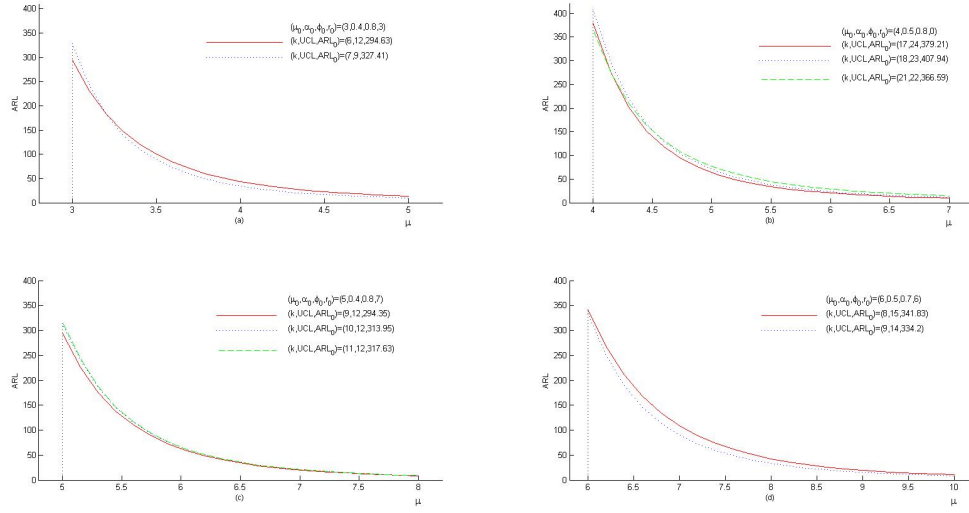 (μ0,α0,ϕ0,r0)=(3,0.4,0.8,3)
(k,UCL,ARL0)=(6,12,294.63)
(k,UCL,ARL0)=(7,9,327.41)
ARL
400
350
300
250
200
150
100
50
0
3 3.5 4 4.5 5
(a)
μ
(μ0,α0,ϕ0,r0)=(4,0.5,0.8,0)
(k,UCL,ARL0)=(17,24,379.21)
(k,UCL,ARL0)=(18,23,407.94)
(k,UCL,ARL0)=(21,22,366.59)
ARL
400
350
300
250
200
150
100
50
0
4 4.5 5 5.5 6 6.5 7
(b)
μ
(μ0,α0,ϕ0,r0)=(5,0.4,0.8,7)
(k,UCL,ARL0)=(9,12,294.35)
(k,UCL,ARL0)=(10,12,313.95)
(k,UCL,ARL0)=(11,12,317.63)
ARL
400
350
300
250
200
150
100
50
0
5 5.5 6 6.5 7 7.5 8
(c)
μ
(μ0,α0,ϕ0,r0)=(6,0.5,0.7,6)
(k,UCL,ARL0)=(8,15,341.83)
(k,UCL,ARL0)=(9,14,334.2)
ARL
400
350
300
250
200
150
100
50
0
6 6.5 7 7.5 8 8.5 9 9.5 10
(d)
μ